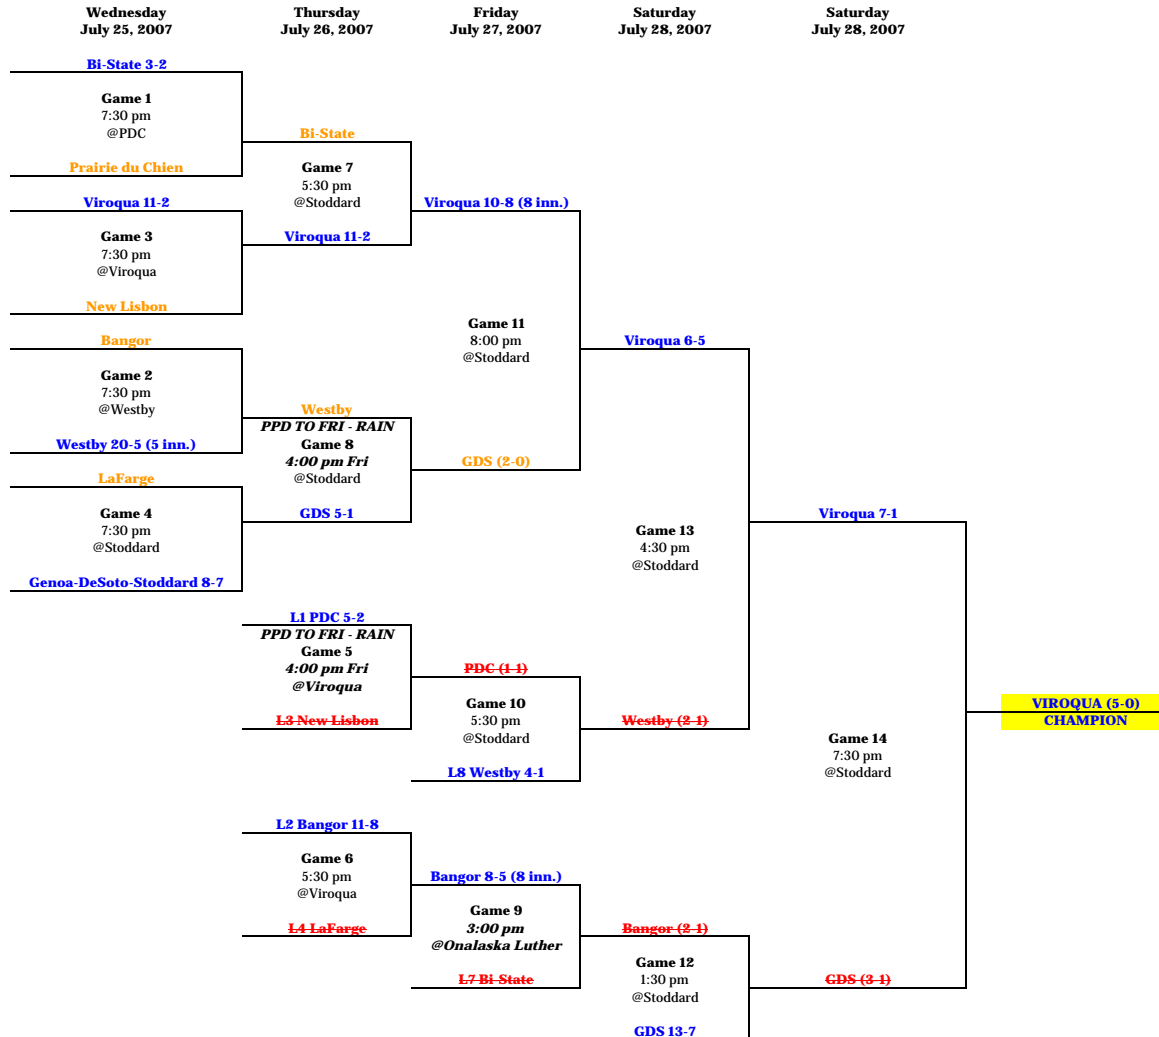 Wednesday
July 25, 2007
Thursday
July 26, 2007
Friday
July 27, 2007
Saturday
July 28, 2007
Saturday
July 28, 2007
Bi-State 3-2
Game 1
7:30 pm
@PDC
Prairie du Chien
Viroqua 11-2
Game 3
7:30 pm
@Viroqua
New Lisbon
Bangor
Game 2
7:30 pm
@Westby
Westby 20-5 (5 inn.)
LaFarge
Game 4
7:30 pm
@Stoddard
Genoa-DeSoto-Stoddard 8-7
Bi-State
Game 7
5:30 pm
@Stoddard
Viroqua 11-2
Westby
PPD TO FRI - RAIN
Game 8
4:00 pm Fri
@Stoddard
GDS 5-1
L1 PDC 5-2
PPD TO FRI - RAIN
Game 5
4:00 pm Fri
@Viroqua
L3 New Lisbon
L2 Bangor 11-8
Game 6
5:30 pm
@Viroqua
L4 LaFarge
Viroqua 10-8 (8 inn.)
Game 11
8:00 pm
@Stoddard
GDS (2-0)
PDC (1-1)
Game 10
5:30 pm
@Stoddard
L8 Westby 4-1
Bangor 8-5 (8 inn.)
Game 9
3:00 pm
@Onalaska Luther
L7 Bi-State
Viroqua 6-5
Game 13
4:30 pm
@Stoddard
Westby (2-1)
Bangor (2-1)
Game 12
1:30 pm
@Stoddard
GDS 13-7
Viroqua 7-1
Game 14
7:30 pm
@Stoddard
GDS (3-1)
VIROQUA (5-0)
CHAMPION